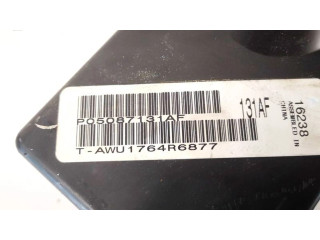 P05087131AF
131AF
16238
ASSEMBLED IN
CHINA
T-AWU1764R6877